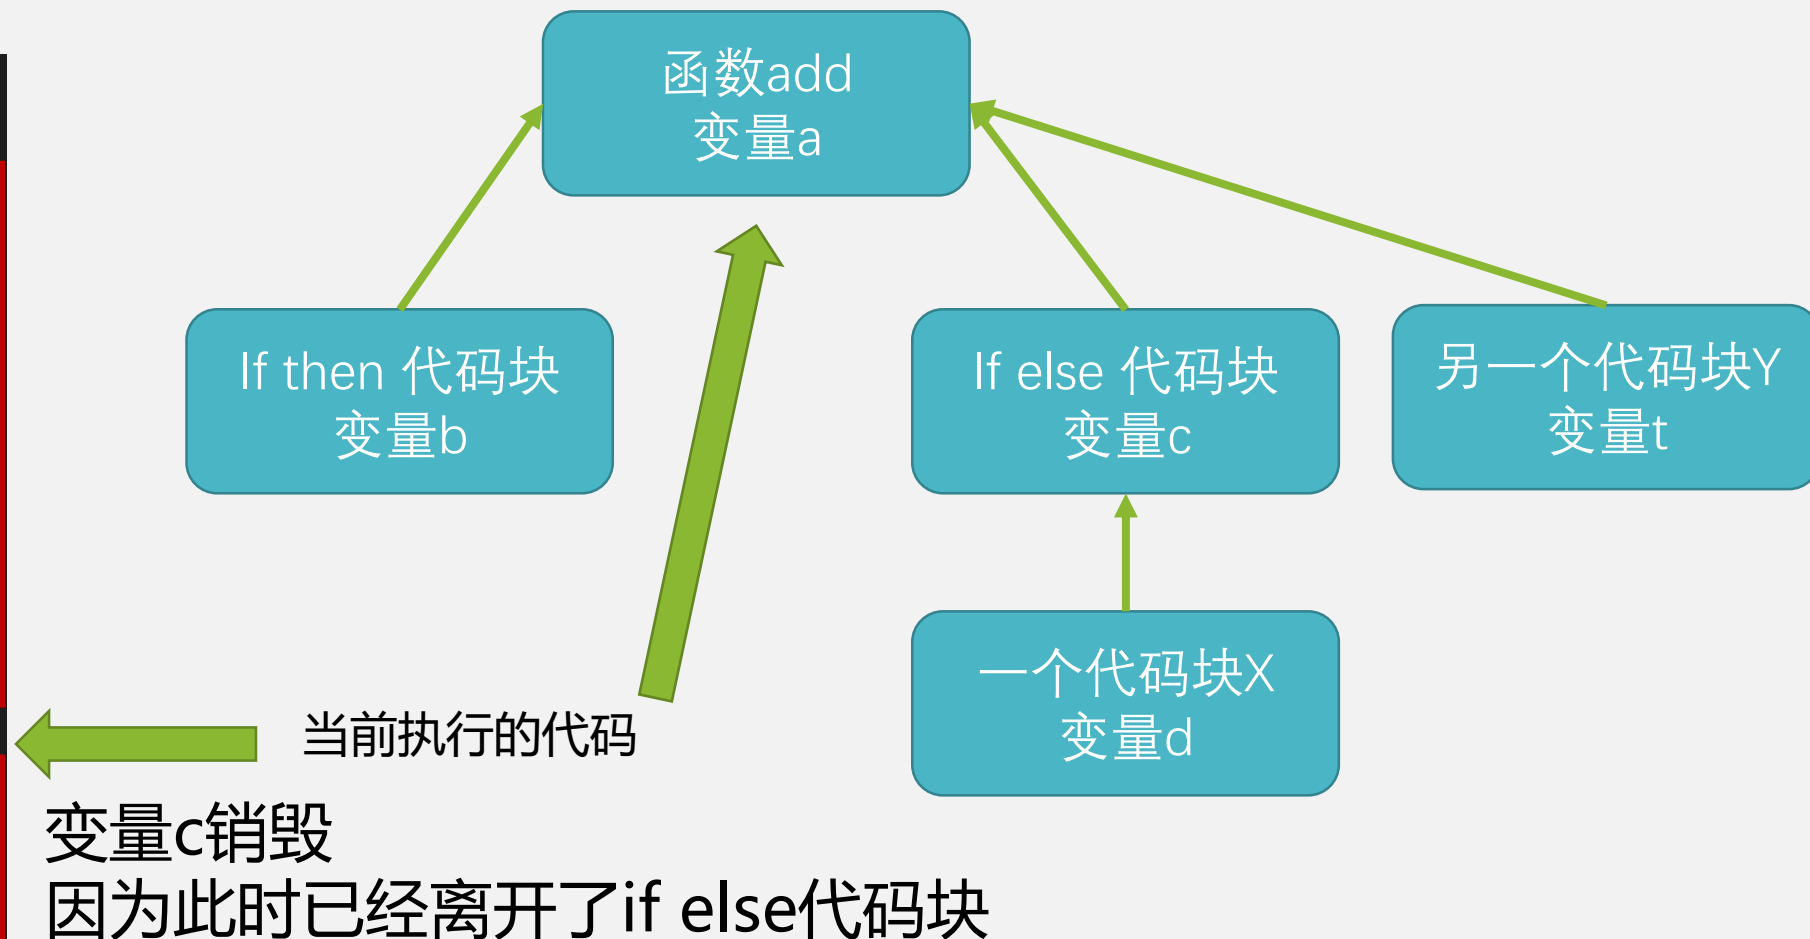 函数add
变量a
If then 代码块
变量b
If else 代码块
变量c
另一个代码块Y
变量t
一个代码块X
变量d
当前执行的代码
变量c销毁
因为此时已经离开了if else代码块